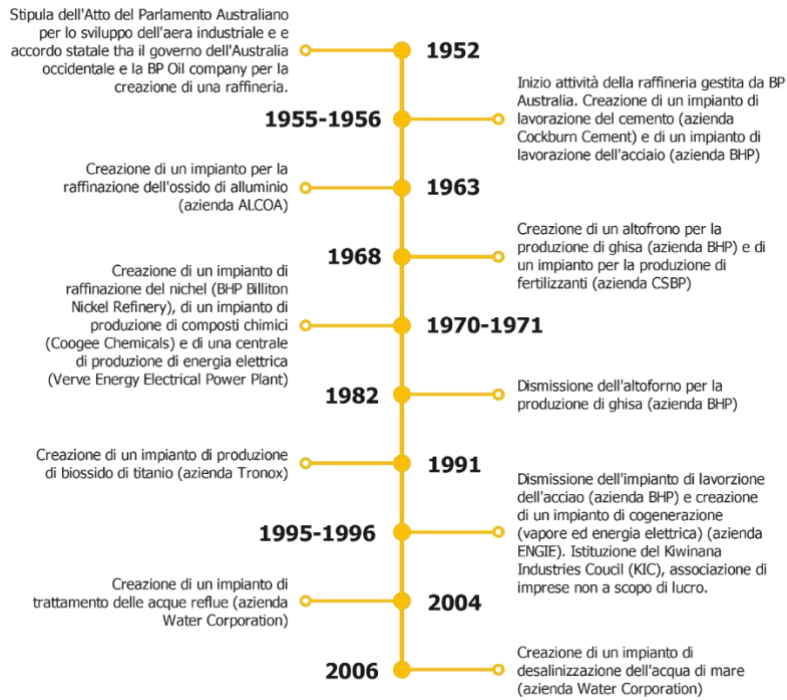 Stipula dell'Atto del Parlamento Australiano
per lo sviluppo dell'aera industriale e e
accordo statale tha il governo dell'Australia
occidentale e la BP Oil company per la
creazione di una raffineria.
1952
1955-1956
Inizio attività della raffineria gestita da BP
Australia. Creazione di un impianto di
lavorazione del cemento (azienda
Cockburn Cement) e di un impianto di
lavorazione dell'acciaio (azienda BHP)
Creazione di un impianto per la
raffinazione dell'ossido di alluminio
(azienda ALCOA)
1963
1968
Creazione di un altofrono per la
produzione di ghisa (azienda BHP) e di
un impianto per la produzione di
fertilizzanti (azienda CSBP)
Creazione di un impianto di
raffinazione del nichel (BHP Billiton
Nickel Refinery), di un impianto di
produzione di composti chimici
(Coogee Chemicals) e di una centrale
di produzione di energia elettrica
(Verve Energy Electrical Power Plant)
1970-1971
1982
Dismissione dell'altoforno per la
produzione di ghisa (azienda BHP)
Creazione di un impianto di produzione
di biossido di titanio (azienda Tronox)
1991
1995-1996
Dismissione dell'impianto di lavorzione
dell'acciao (azienda BHP) e creazione
di un impianto di cogenerazione
(vapore ed energia elettrica) (azienda
ENGIE). Istituzione del Kiwinana
Industries Coucil (KIC), associazione di
imprese non a scopo di lucro.
Creazione di un impianto di
trattamento delle acque reflue (azienda
Water Corporation)
2004
2006
Creazione di un impianto di
desalinizzazione dell'acqua di mare
(azienda Water Corporation)